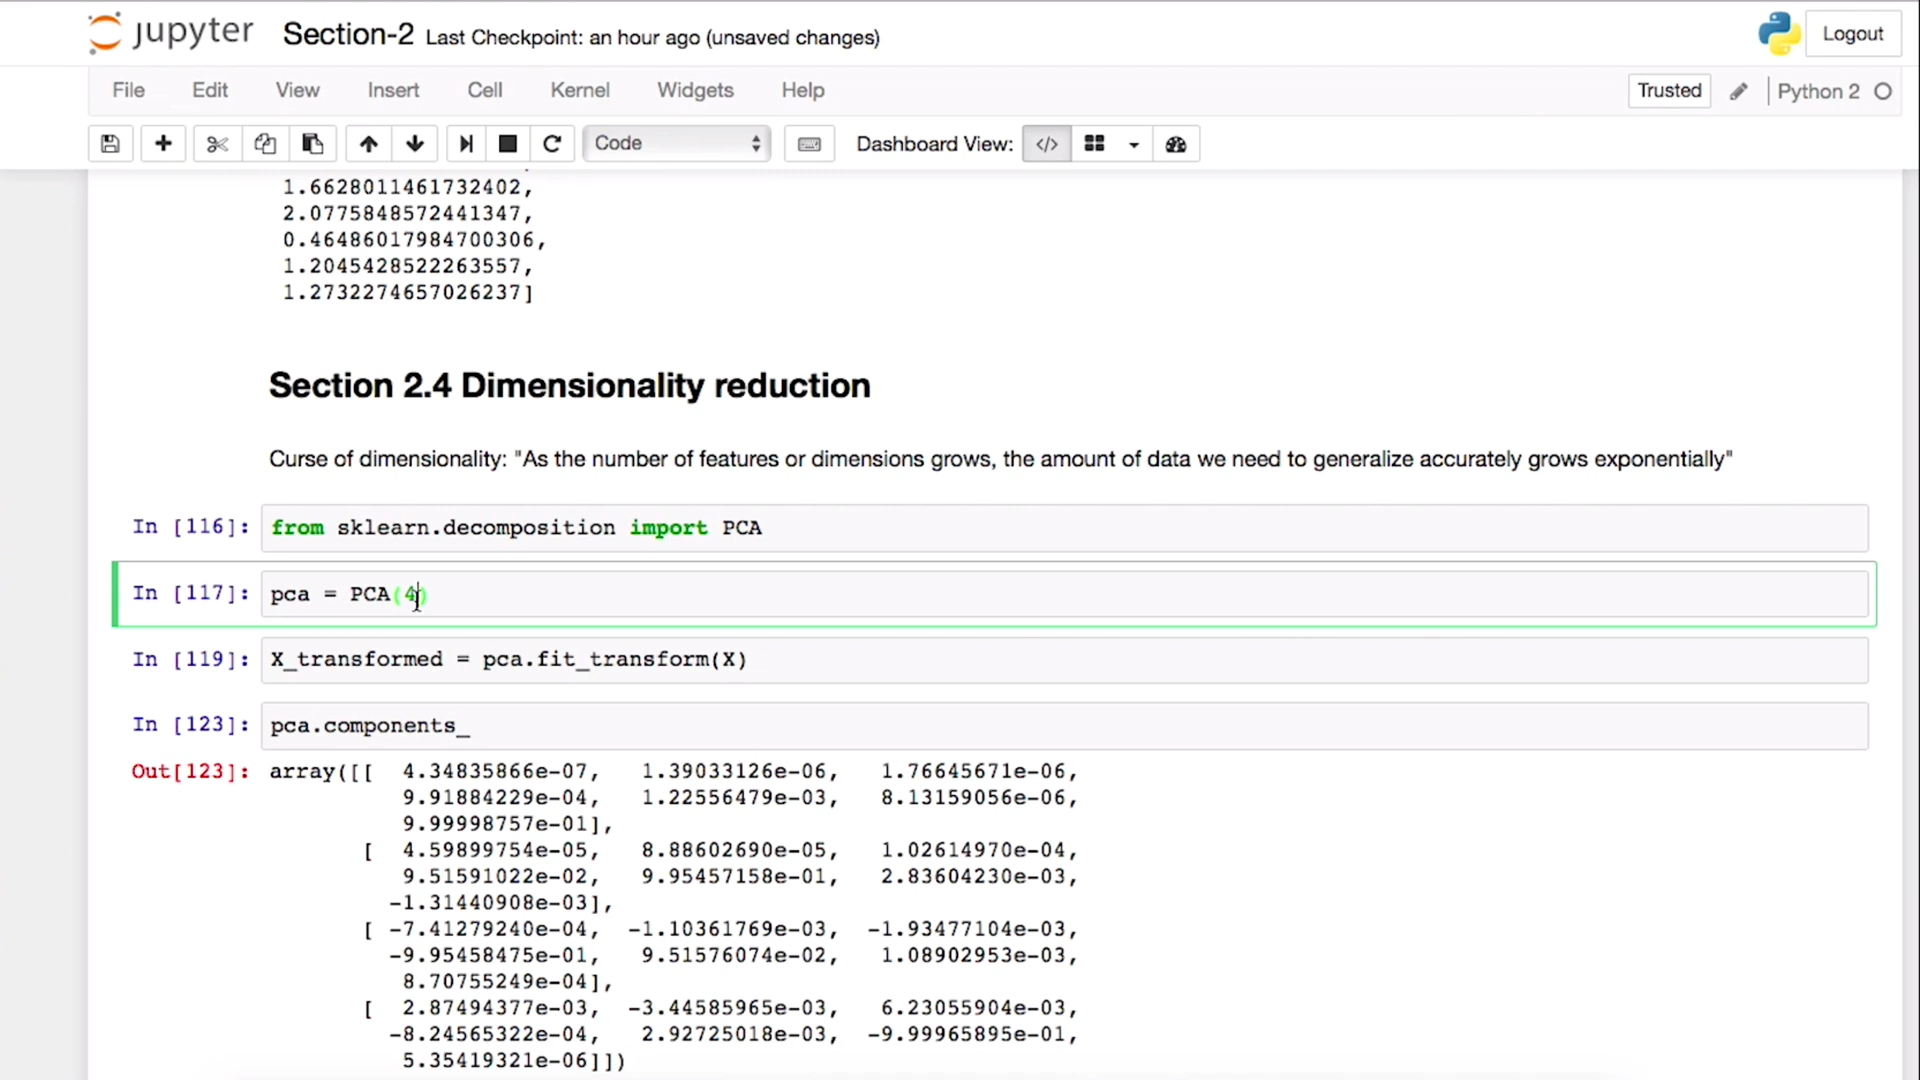 jupyter Section-2 Last Checkpoint: an hour ago (unsaved changes) Logout
File Edit View Insert Cell Kernel Widgets Help Trusted Python 2
Code Dashboard View: </>
1.6628011461732402,
2.0775848572441347,
0.46486017984700306,
1.2045428522263557,
1.2732274657026237]
Section 2.4 Dimensionality reduction
Curse of dimensionality: "As the number of features or dimensions grows, the amount of data we need to generalize accurately grows exponentially"
In [116]: from sklearn.decomposition import PCA
In [117]: pca = PCA(4)
In [119]: X_transformed = pca.fit_transform(X)
In [123]: pca.components_
Out[123]: array([[ 4.34835866e-07, 1.39033126e-06, 1.76645671e-06,
9.91884229e-04, 1.22556479e-03, 8.13159056e-06,
9.99998757e-01],
[ 4.59899754e-05, 8.88602690e-05, 1.02614970e-04,
9.51591022e-02, 9.95457158e-01, 2.83604230e-03,
-1.31440908e-03],
[ -7.41279240e-04, -1.10361769e-03, -1.93477104e-03,
-9.95458475e-01, 9.51576074e-02, 1.08902953e-03,
8.70755249e-04],
[ 2.87494377e-03, -3.44585965e-03, 6.23055904e-03,
-8.24565322e-04, 2.92725018e-03, -9.99965895e-01,
5.35419321e-06]])